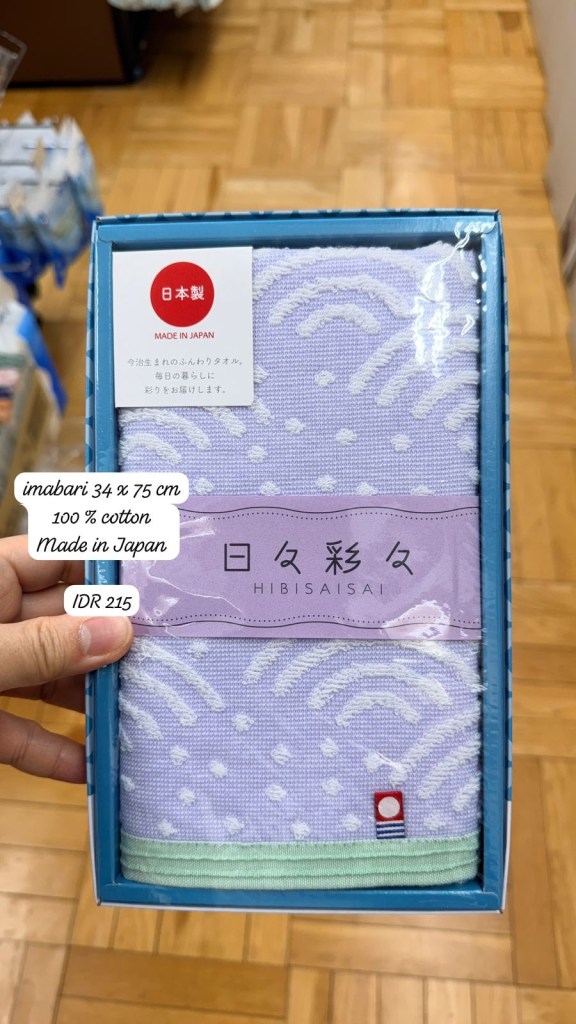 日本製
MADE IN JAPAN
今治生まれのふんわりタオル。
毎日の暮らしに
彩りをお届けします。
imabari 34 x 75 cm
100 % cotton
Made in Japan
日々彩々
HIBISAISAI
IDR 215